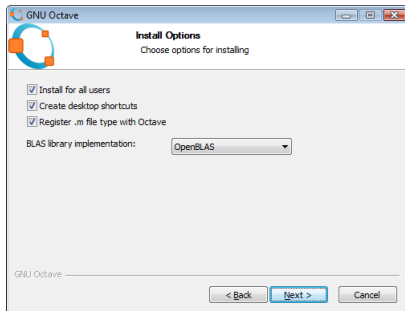 GNU Octave
Install Options
Choose options for installing
Install for all users
Create desktop shortcuts
Register .m file type with Octave
BLAS library implementation: OpenBLAS
GNU Octave
< Back Next > Cancel